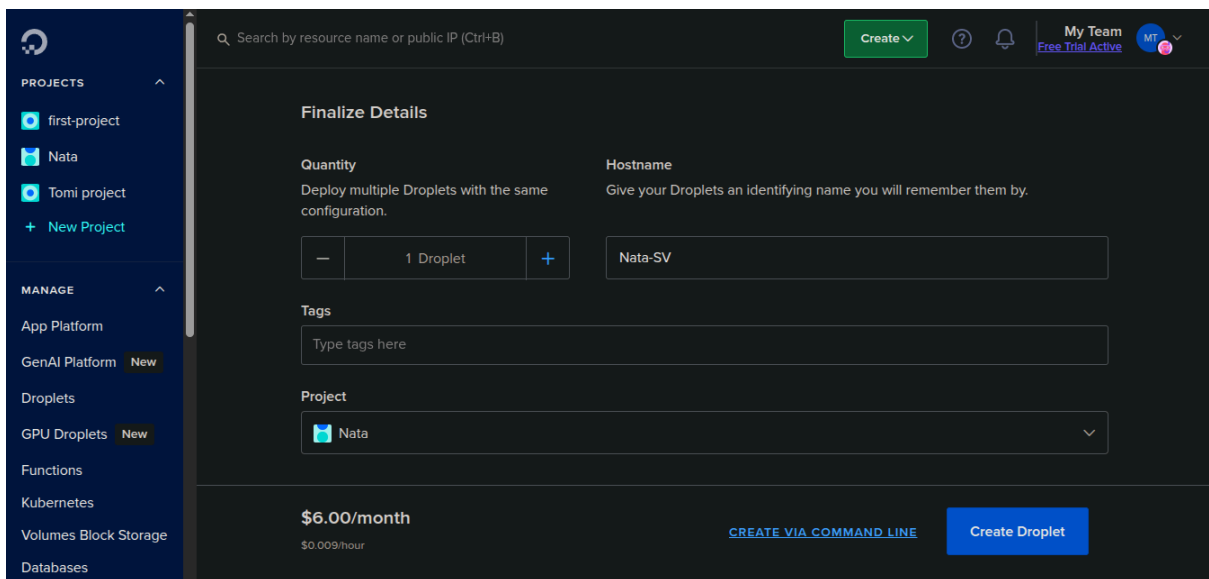 Search by resource name or public IP (Ctrl+B)
Create
My Team
Free Trial Active
MT
PROJECTS
first-project
Nata
Tomi project
+ New Project
MANAGE
App Platform
GenAI Platform New
Droplets
GPU Droplets New
Functions
Kubernetes
Volumes Block Storage
Databases
Finalize Details
Quantity
Deploy multiple Droplets with the same
configuration.
1 Droplet
Hostname
Give your Droplets an identifying name you will remember them by.
Nata-SV
Tags
Type tags here
Project
Nata
$6.00/month
$0.009/hour
CREATE VIA COMMAND LINE
Create Droplet